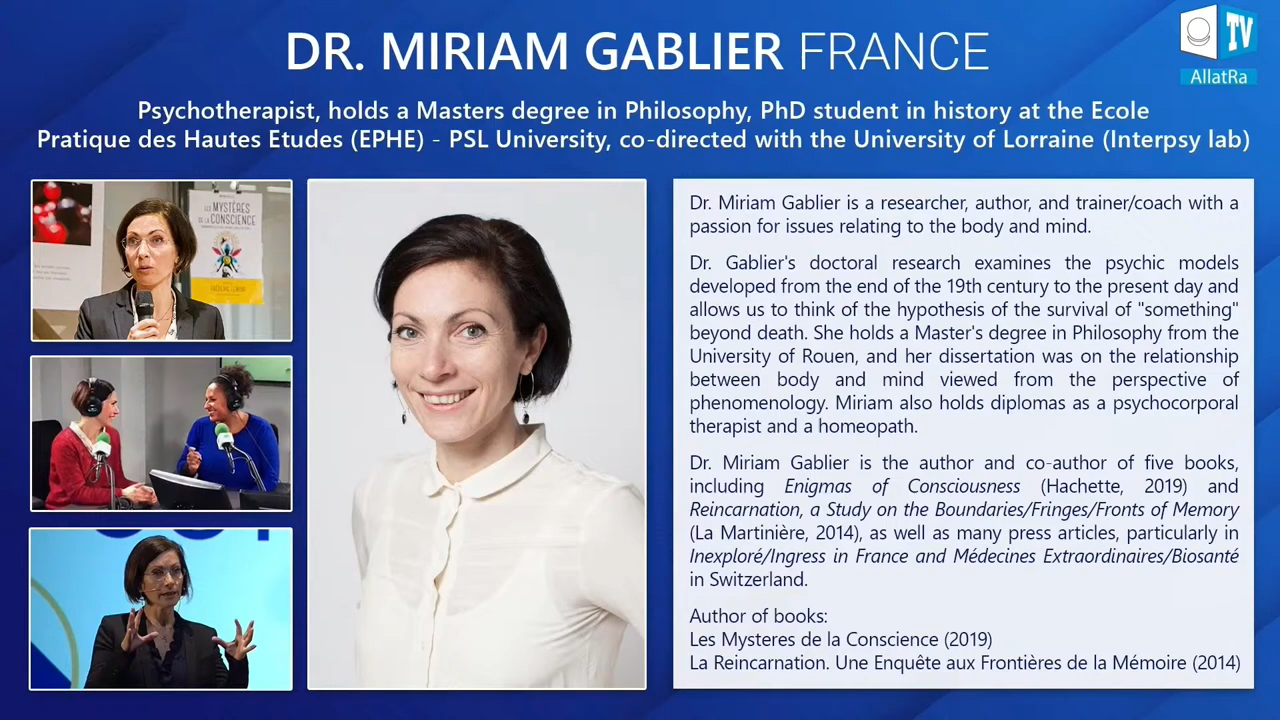 DR. MIRIAM GABLIER FRANCE
TV
AllatRa
Psychotherapist, holds a Masters degree in Philosophy, PhD student in history at the Ecole
Pratique des Hautes Etudes (EPHE) - PSL University, co-directed with the University of Lorraine (Interpsy lab)
LES MYSTÈRES
DE LA CONSCIENCE
Dr. Miriam Gablier is a researcher, author, and trainer/coach with a
passion for issues relating to the body and mind.
Dr. Gablier's doctoral research examines the psychic models
developed from the end of the 19th century to the present day and
allows us to think of the hypothesis of the survival of "something"
beyond death. She holds a Master's degree in Philosophy from the
University of Rouen, and her dissertation was on the relationship
between body and mind viewed from the perspective of
phenomenology. Miriam also holds diplomas as a psychocorporal
therapist and a homeopath.
Dr. Miriam Gablier is the author and co-author of five books,
including Enigmas of Consciousness (Hachette, 2019) and
Reincarnation, a Study on the Boundaries/Fringes/Fronts of Memory
(La Martinière, 2014), as well as many press articles, particularly in
Inexploré/Ingress in France and Médecines Extraordinaires/Biosanté
in Switzerland.
Author of books:
Les Mysteres de la Conscience (2019)
La Reincarnation. Une Enquête aux Frontières de la Mémoire (2014)